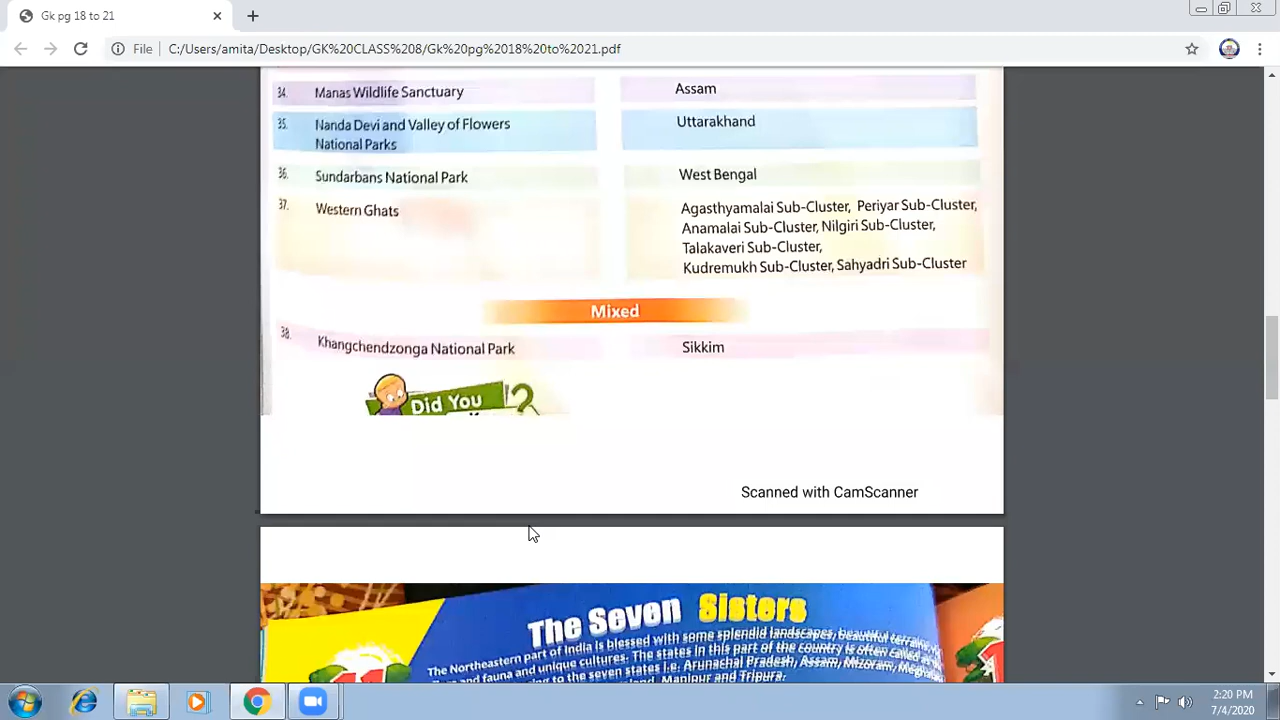 Gk pg 18 to 21
File
C:/Users/amita/Desktop/GK%20CLASS%208/Gk%20pg%2018%20to%2021.pdf
34. Manas Wildlife Sanctuary Assam
35. Nanda Devi and Valley of Flowers Uttarakhand
National Parks
36. Sundarbans National Park West Bengal
37. Western Ghats Agasthyamalai Sub-Cluster, Periyar Sub-Cluster,
Anamalai Sub-Cluster, Nilgiri Sub-Cluster,
Talakaveri Sub-Cluster,
Kudremukh Sub-Cluster, Sahyadri Sub-Cluster
Mixed
38. Khangchendzonga National Park Sikkim
Did You
Scanned with CamScanner
The Seven Sisters
The Northeastern part of India is blessed with some splendid landscapes, beautiful terrain,
and fauna and unique cultures. The states in this part of the country is often called
to the seven states i.e. Arunachal Pradesh, Assam, Mizoram,
Manipur and Tripura.
2:20 PM
7/4/2020